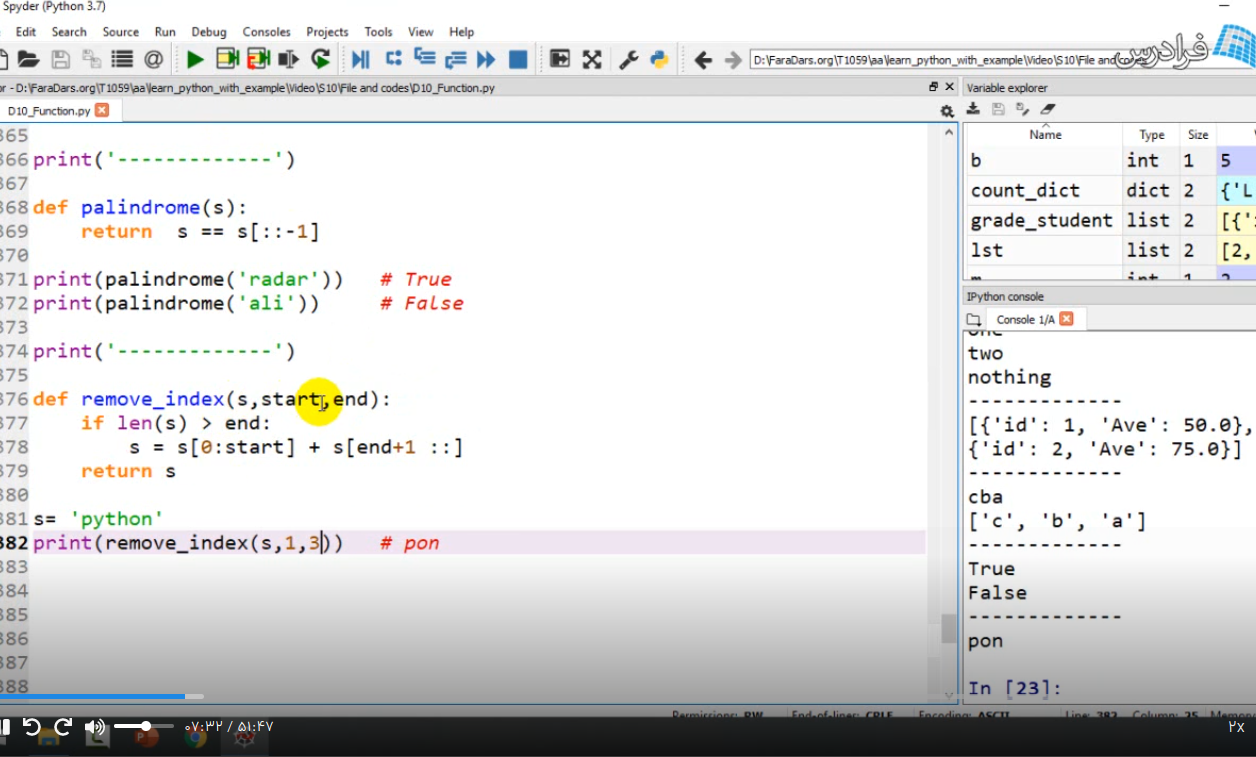 Spyder (Python 3.7)
Edit Search Source Run Debug Consoles Projects Tools View Help
D:\FaraDars.org\T1059\aa\learn_python_with_example\Video\S10\File and codes
فرادرس
or - D:\FaraDars.org\T1059\aa\learn_python_with_example\Video\S10\File and codes\D10_Function.py
D10_Function.py
365
366 print('-------------')
367
368 def palindrome(s):
369 return s == s[::-1]
370
371 print(palindrome('radar')) # True
372 print(palindrome('ali')) # False
373
374 print('-------------')
375
376 def remove_index(s,start,end):
377 if len(s) > end:
378 s = s[0:start] + s[end+1 ::]
379 return s
380
381 s= 'python'
382 print(remove_index(s,1,3)) # pon
383
384
385
386
387
388
Variable explorer
Name Type Size
b int 1 5
count_dict dict 2 {'L
grade_student list 2 [{'
lst list 2 [2,
m int 1 2
IPython console
Console 1/A
one
two
nothing
-------------
[{'id': 1, 'Ave': 50.0},
{'id': 2, 'Ave': 75.0}]
-------------
cba
['c', 'b', 'a']
-------------
True
False
-------------
pon
In [23]:
Permissions: RW End-of-lines: CRLF Encoding: ASCII Line: 382 Column: 25 Memory
۰۷:۳۲ / ۵۱:۴۷
۲x